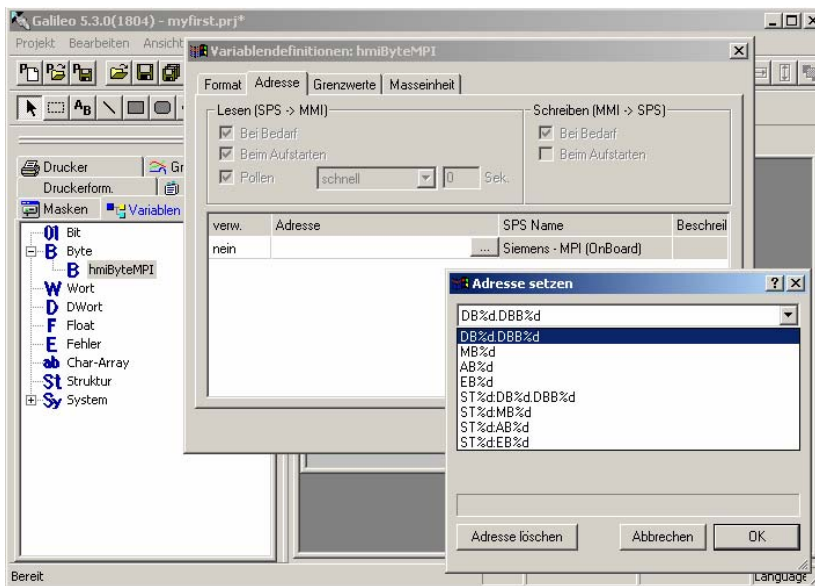 Galileo 5.3.0(1804) - myfirst.prj*
Projekt Bearbeiten Ansicht
Variablendefinitionen: hmiByteMPI
Format Adresse Grenzwerte Masseinheit
Lesen (SPS -> MMI)
Bei Bedarf
Beim Aufstarten
Pollen schnell 0 Sek.
Schreiben (MMI -> SPS)
Bei Bedarf
Beim Aufstarten
Drucker Gr
Druckerform.
Masken Variablen
Bit
Byte
hmiByteMPI
Wort
DWort
Float
Fehler
Char-Array
Struktur
System
verw. Adresse SPS Name Beschreil
nein ... Siemens - MPI (OnBoard)
Adresse setzen
DB%d.DBB%d
DB%d.DBB%d
MB%d
AB%d
EB%d
ST%d:DB%d.DBB%d
ST%d:MB%d
ST%d:AB%d
ST%d:EB%d
Adresse löschen Abbrechen OK
Bereit Language